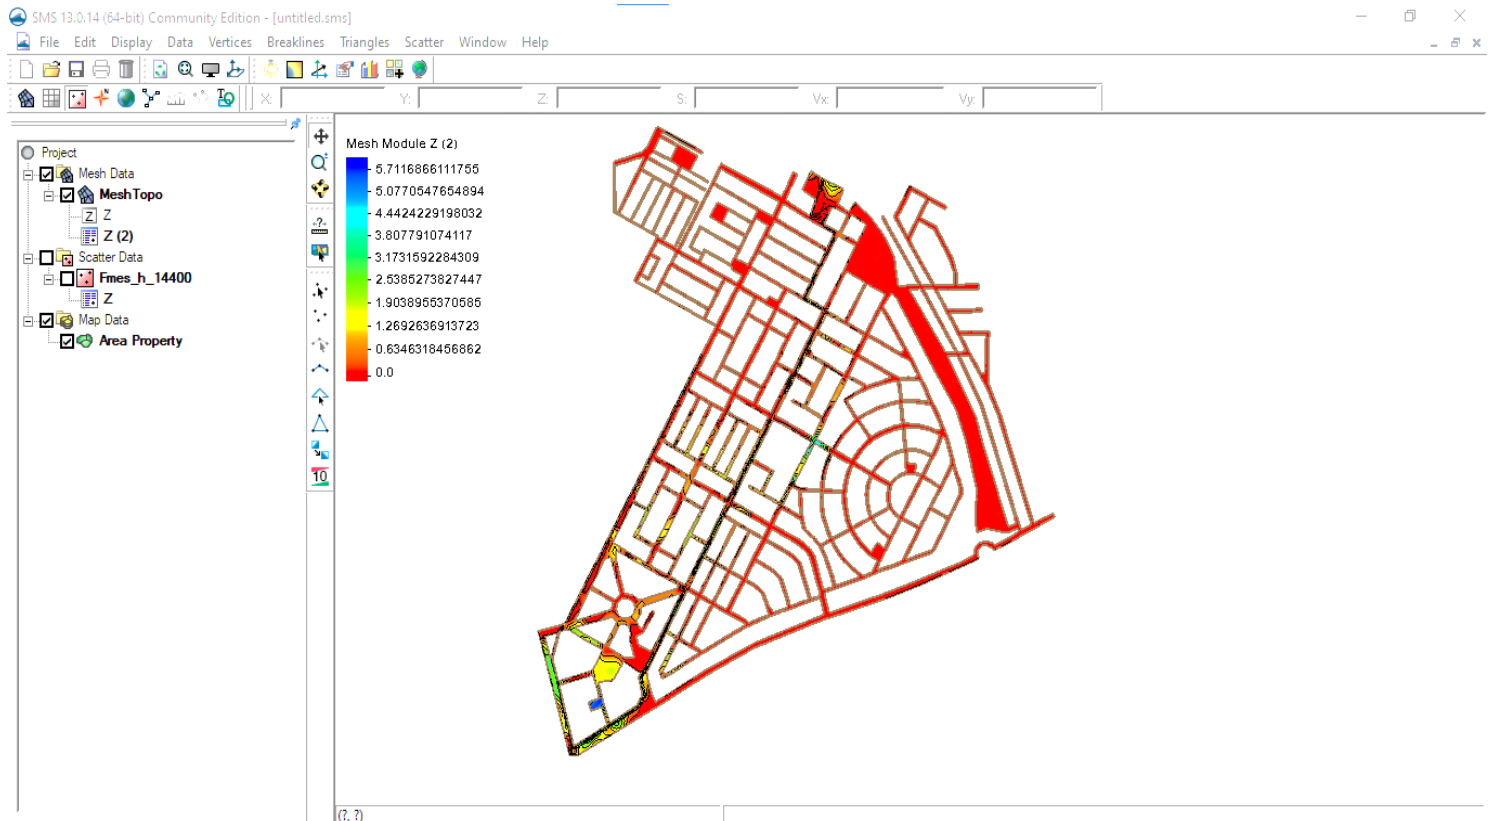 SMS 13.0.14 (64-bit) Community Edition - [untitled.sms]
File Edit Display Data Vertices Breaklines Triangles Scatter Window Help
X: Y: Z: S: Vx: Vy:
Project
Mesh Data
MeshTopo
Z Z
Z (2)
Scatter Data
Fmes_h_14400
Z
Map Data
Area Property
-?-
10
Mesh Module Z (2)
5.7116866111755
5.0770547654894
4.4424229198032
3.807791074117
3.1731592284309
2.5385273827447
1.9038955370585
1.2692636913723
0.6346318456862
0.0
(?, ?)